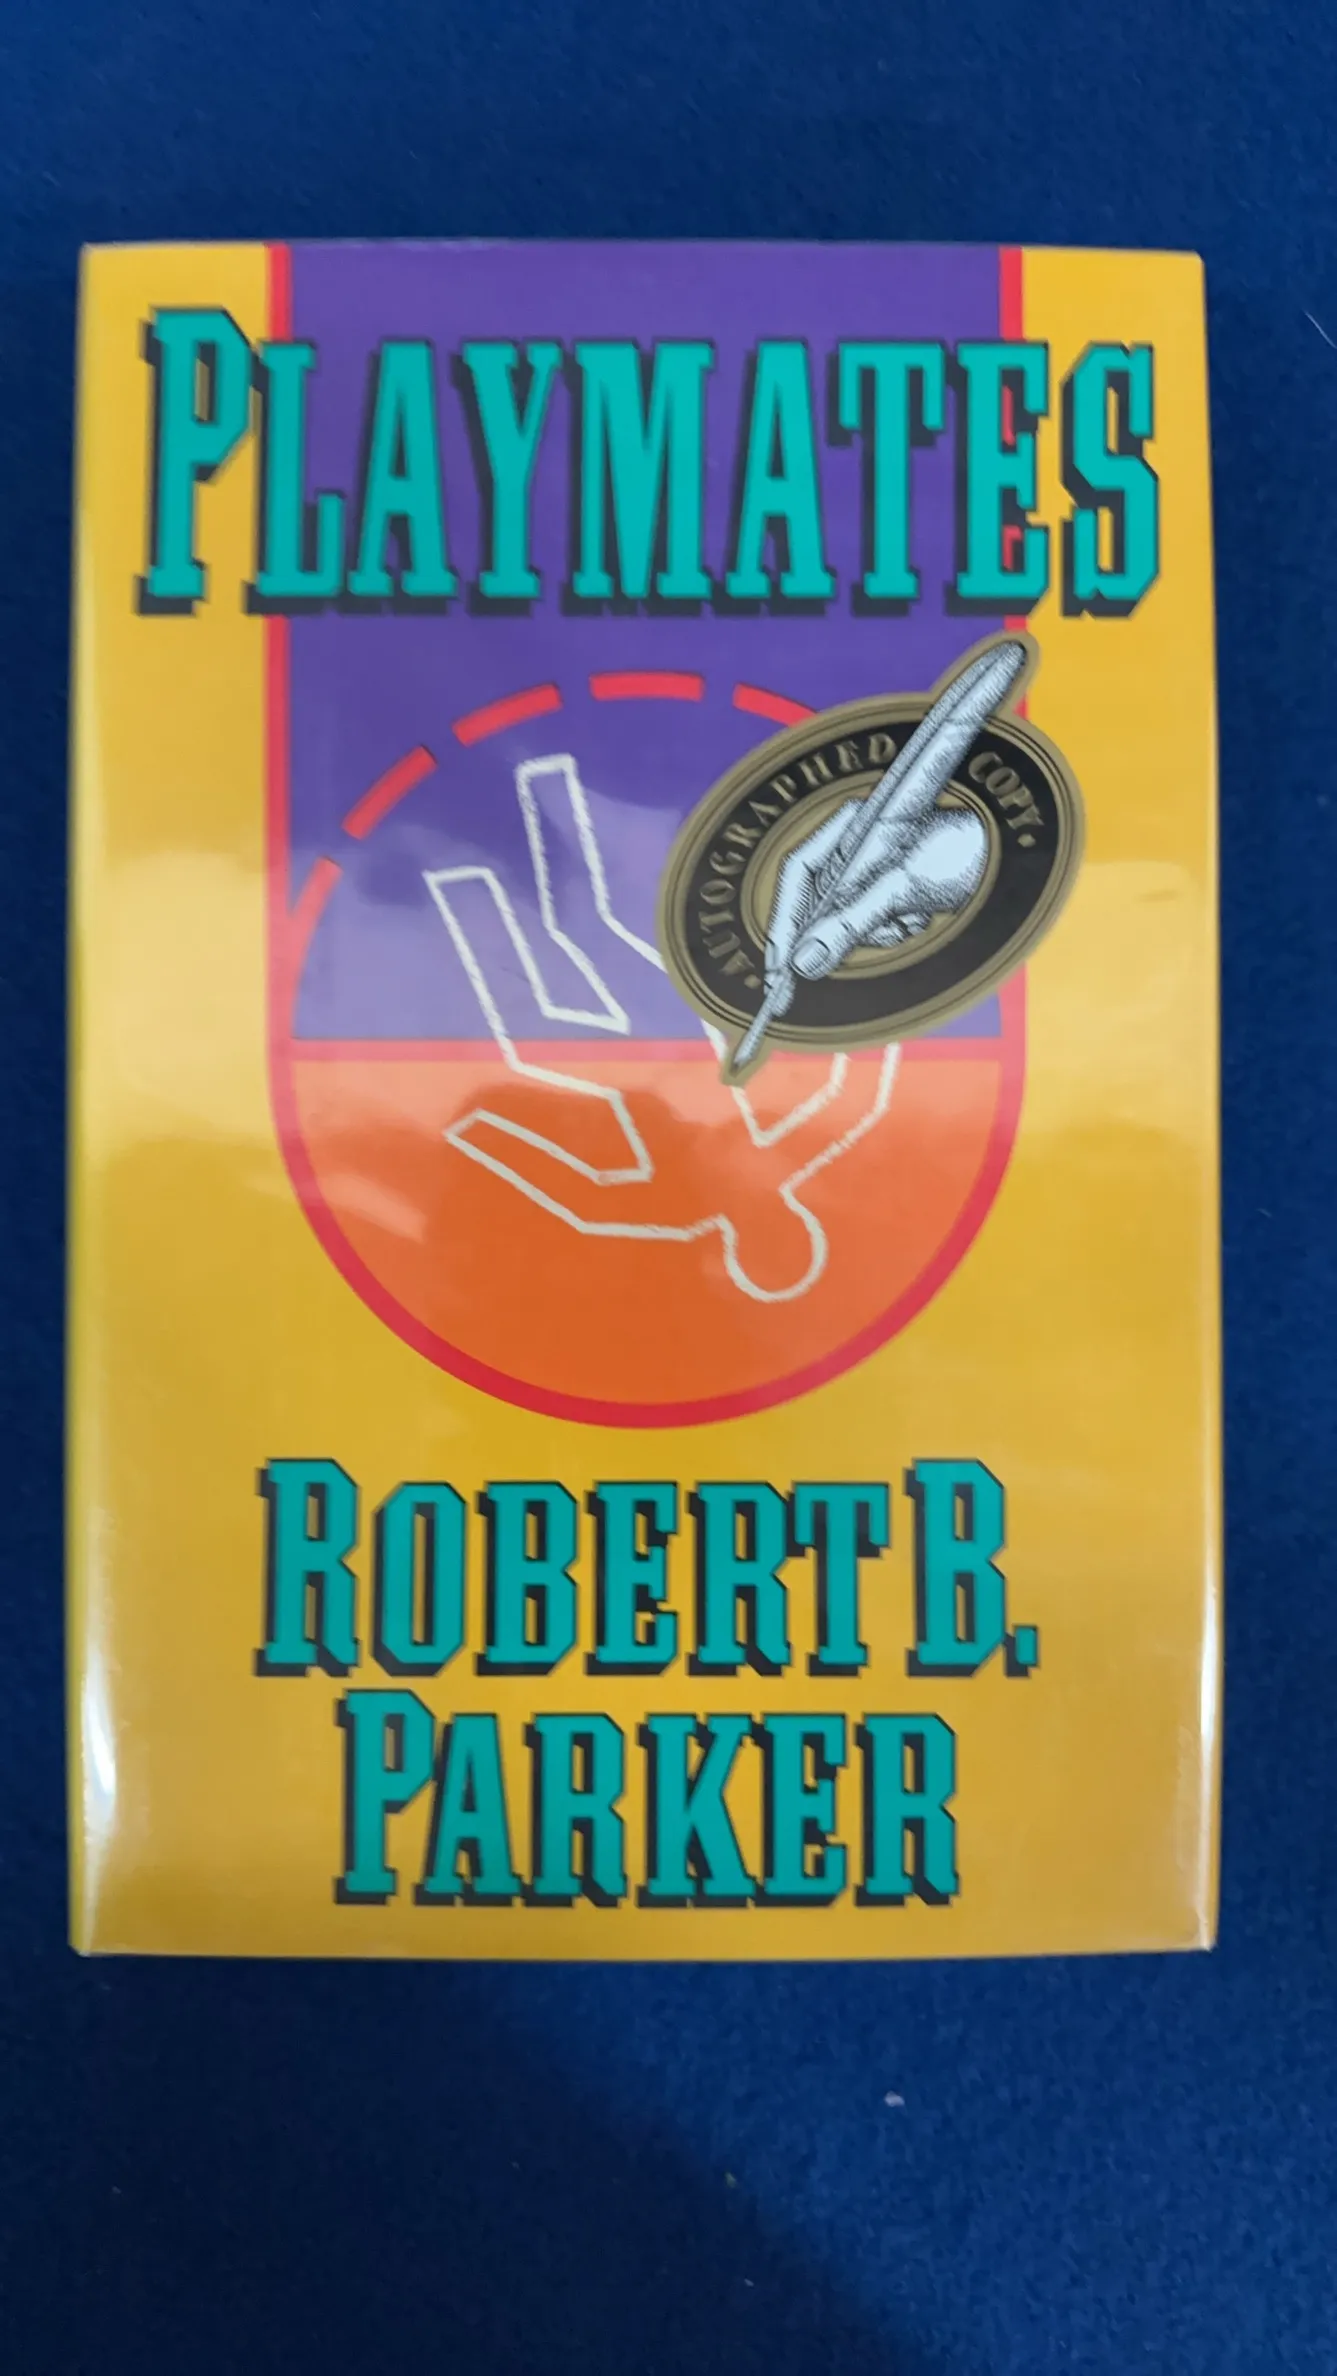 PLAYMATES
• AUTOGRAPHED COPY •
ROBERT B.
PARKER